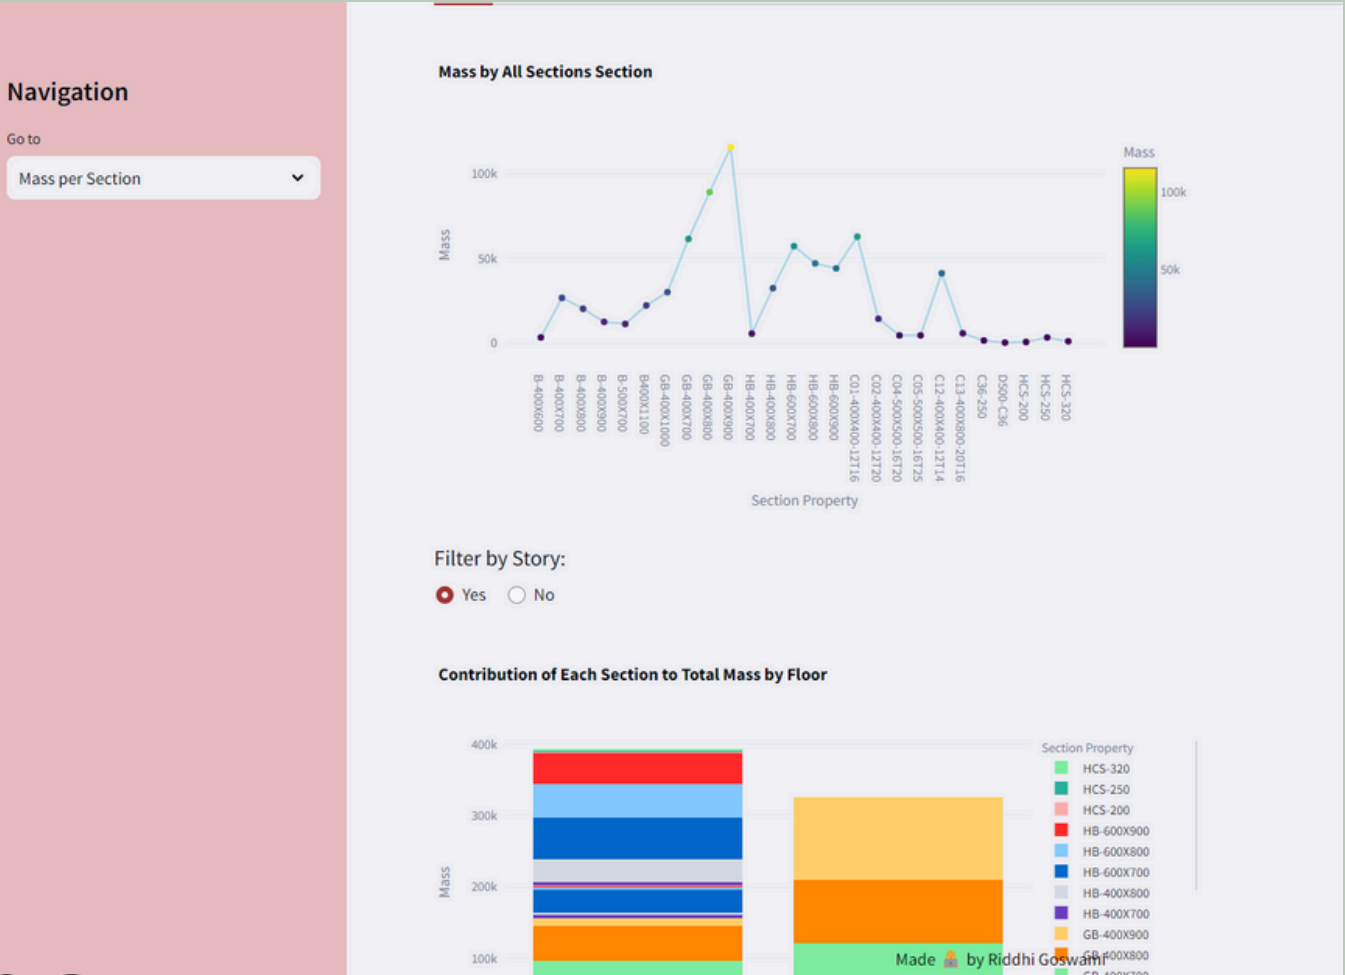 Navigation
Go to
Mass per Section
Mass by All Sections Section
Mass
100k
50k
0
Mass
100k
50k
B-400X600
B-400X700
B-400X800
B-400X900
B-500X700
B400X1100
GB-400X1000
GB-400X700
GB-400X800
GB-400X900
HB-400X700
HB-400X800
HB-600X700
HB-600X800
HB-600X900
C01-400X400-12T16
C02-400X400-12T20
C04-500X500-16T20
C05-500X500-16T25
C12-400X400-12T14
C13-400X800-20T16
C36-250
D500-C36
HCS-200
HCS-250
HCS-320
Section Property
Filter by Story:
Yes No
Contribution of Each Section to Total Mass by Floor
Mass
400k
300k
200k
100k
Section Property
HCS-320
HCS-250
HCS-200
HB-600X900
HB-600X800
HB-600X700
HB-400X800
HB-400X700
GB-400X900
GB-400X800
GB-400X700
Made 🔒 by Riddhi Goswami